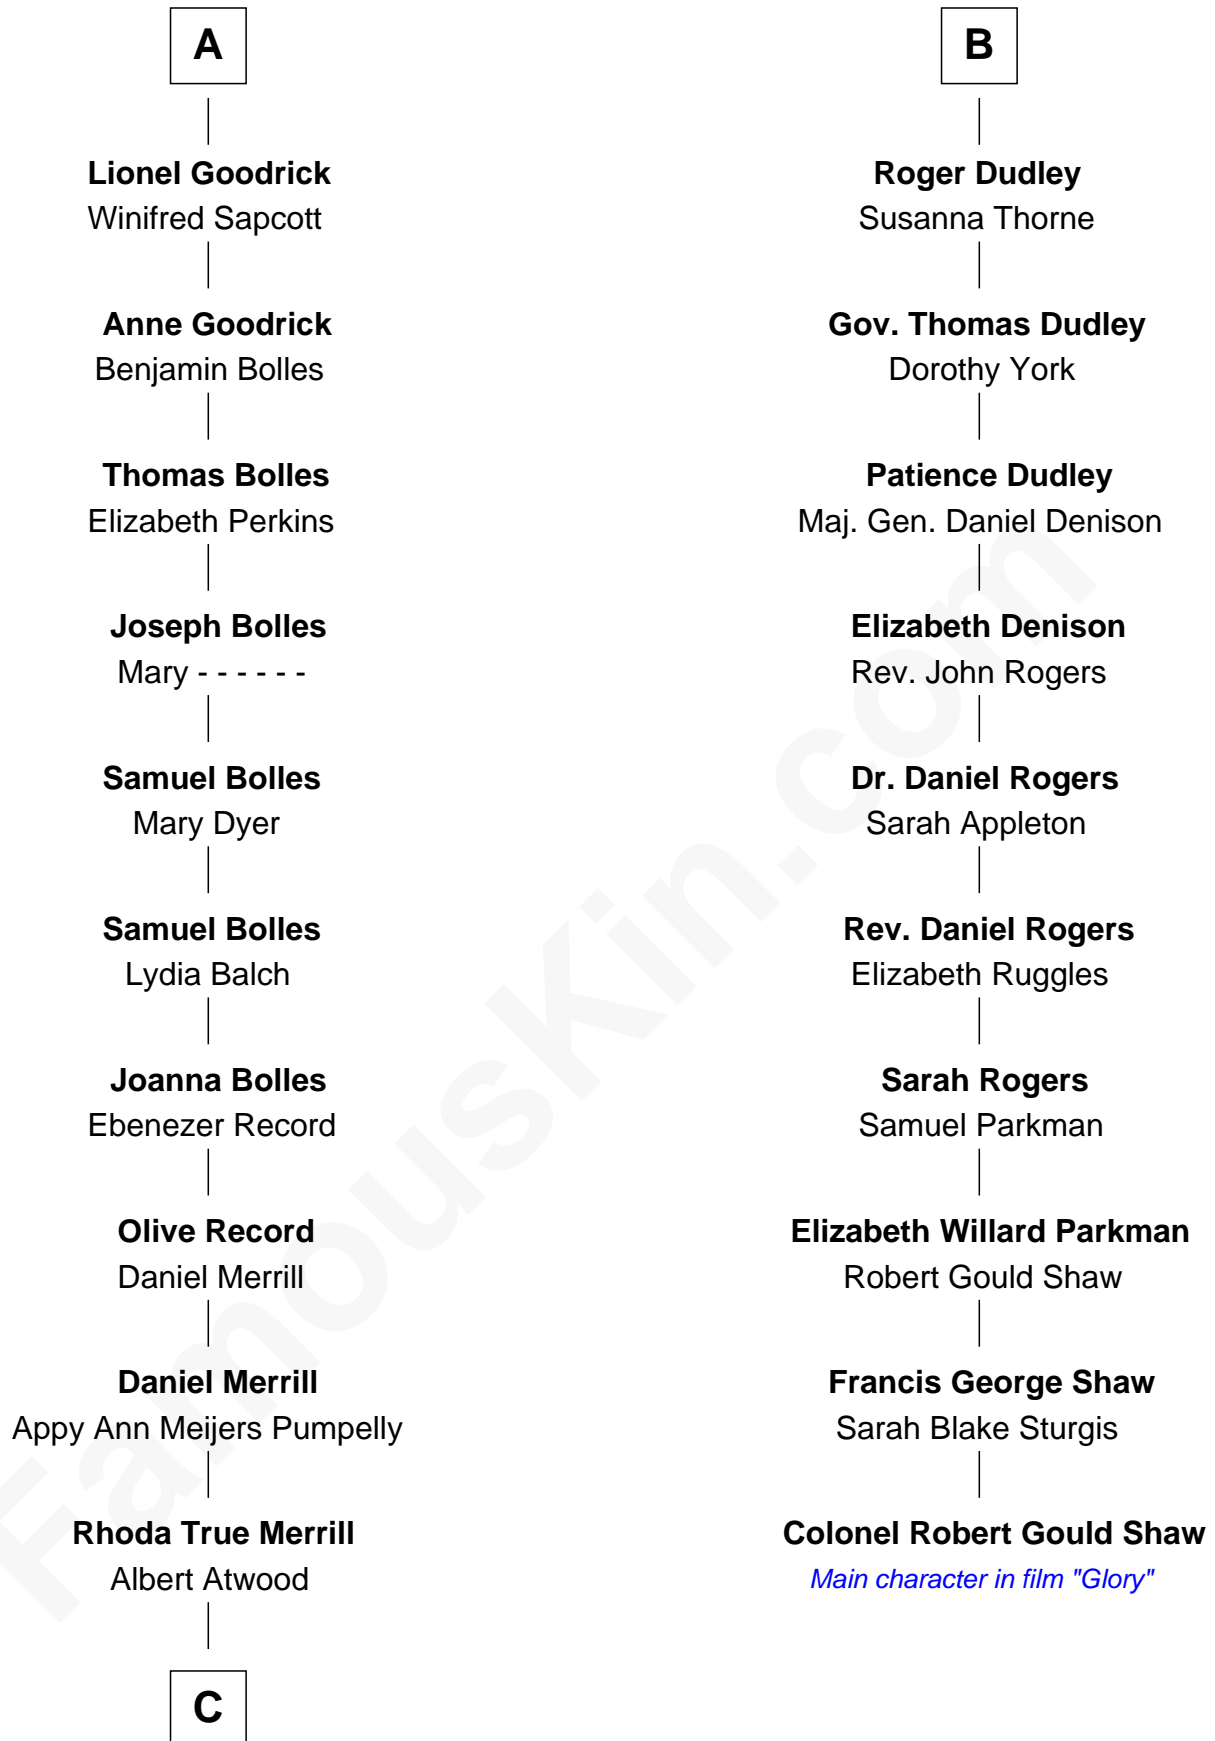 A
Lionel Goodrick
Winifred Sapcott
Anne Goodrick
Benjamin Bolles
Thomas Bolles
Elizabeth Perkins
Joseph Bolles
Mary - - - - - -
Samuel Bolles
Mary Dyer
Samuel Bolles
Lydia Balch
Joanna Bolles
Ebenezer Record
Olive Record
Daniel Merrill
Daniel Merrill
Appy Ann Meijers Pumpelly
Rhoda True Merrill
Albert Atwood
C
B
Roger Dudley
Susanna Thorne
Gov. Thomas Dudley
Dorothy York
Patience Dudley
Maj. Gen. Daniel Denison
Elizabeth Denison
Rev. John Rogers
Dr. Daniel Rogers
Sarah Appleton
Rev. Daniel Rogers
Elizabeth Ruggles
Sarah Rogers
Samuel Parkman
Elizabeth Willard Parkman
Robert Gould Shaw
Francis George Shaw
Sarah Blake Sturgis
Colonel Robert Gould Shaw
Main character in film "Glory"
FamousKin.com